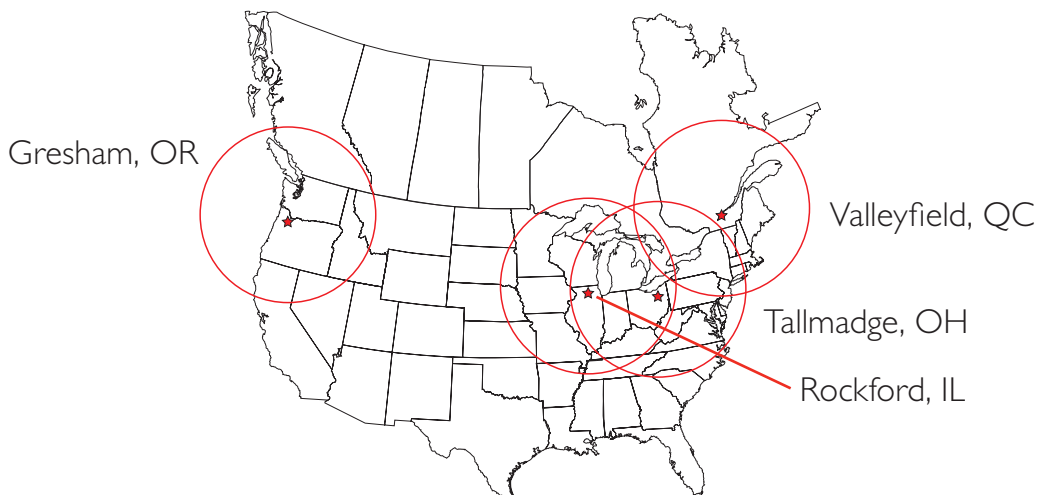 Gresham, OR
Valleyfield, QC
Tallmadge, OH
Rockford, IL